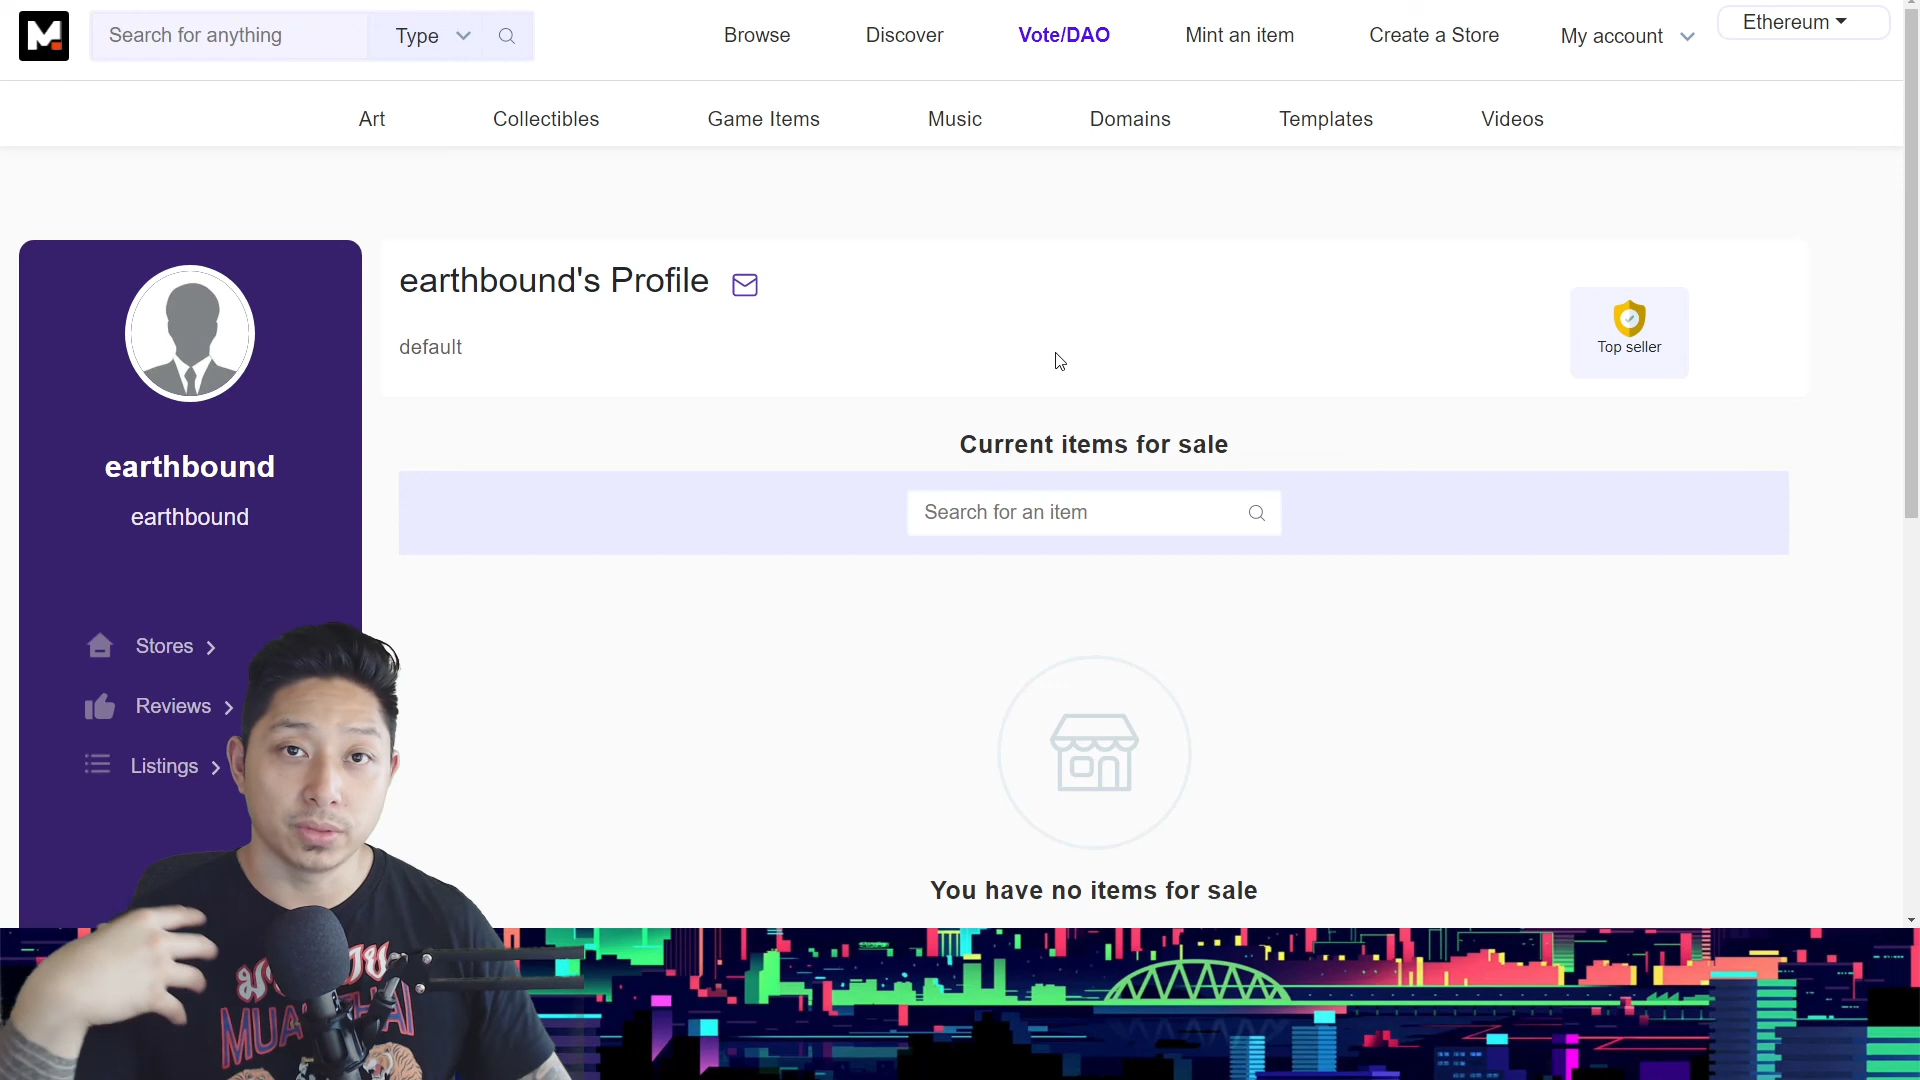 M.
Search for anything
Type
Browse
Discover
Vote/DAO
Mint an item
Create a Store
My account
Ethereum
Art
Collectibles
Game Items
Music
Domains
Templates
Videos
earthbound's Profile
default
Top seller
earthbound
earthbound
Current items for sale
Search for an item
Stores
Reviews
Listings
You have no items for sale